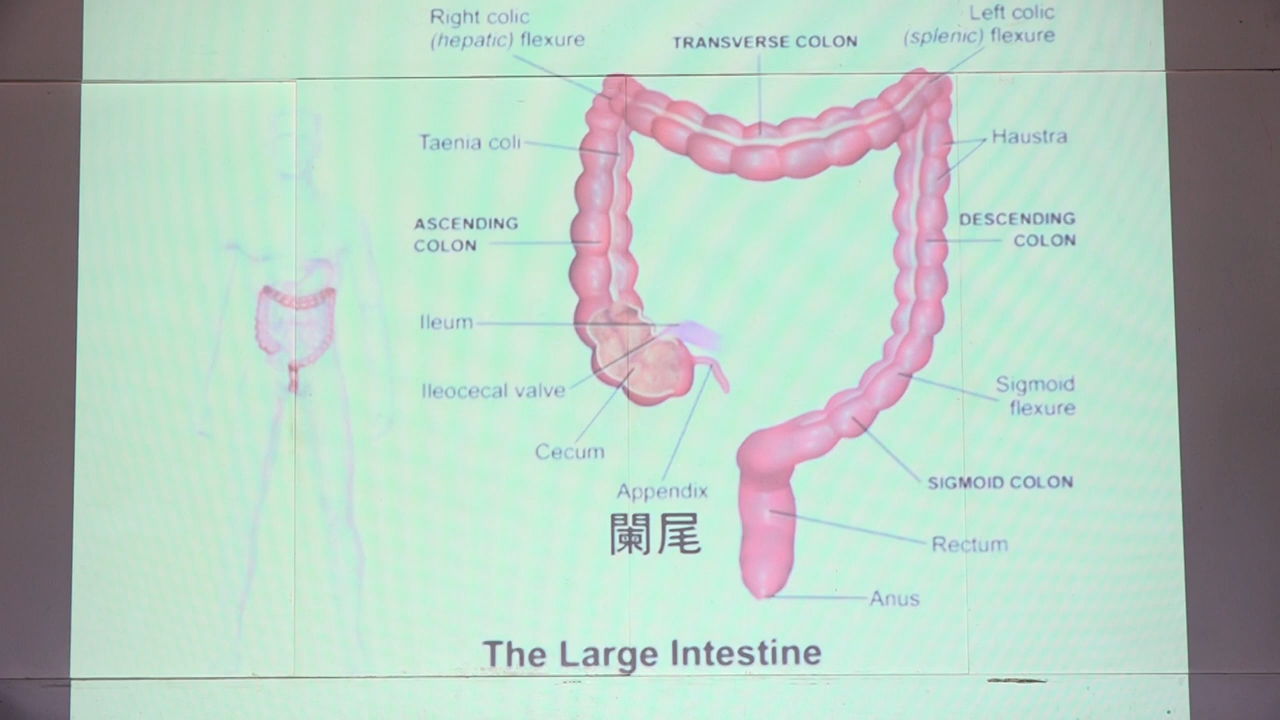 Right colic
(hepatic) flexure
TRANSVERSE COLON
Left colic
(splenic) flexure
Taenia coli
Haustra
ASCENDING
COLON
DESCENDING
COLON
Ileum
Ileocecal valve
Sigmoid
flexure
Cecum
SIGMOID COLON
Appendix
闌尾
Rectum
Anus
The Large Intestine